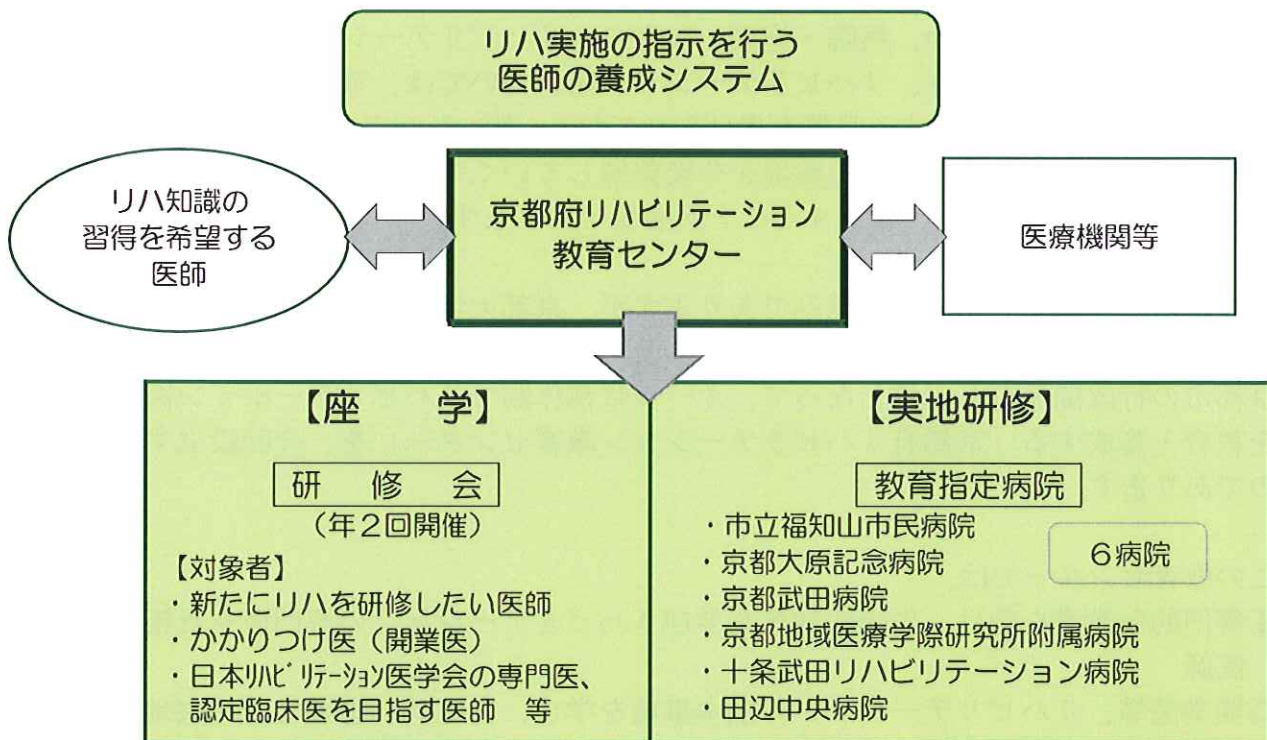 リハ実施の指示を行う
医師の養成システム
リハ知識の
習得を希望する
医師
京都府リハビリテーション
教育センター
医療機関等
【座　学】
研　修　会
（年２回開催）
【対象者】
・新たにリハを研修したい医師
・かかりつけ医（開業医）
・日本ﾘﾊﾋﾞﾘﾃｰｼｮﾝ医学会の専門医、
認定臨床医を目指す医師　等
【実地研修】
教育指定病院
６病院
・市立福知山市民病院
・京都大原記念病院
・京都武田病院
・京都地域医療学際研究所附属病院
・十条武田リハビリテーション病院
・田辺中央病院